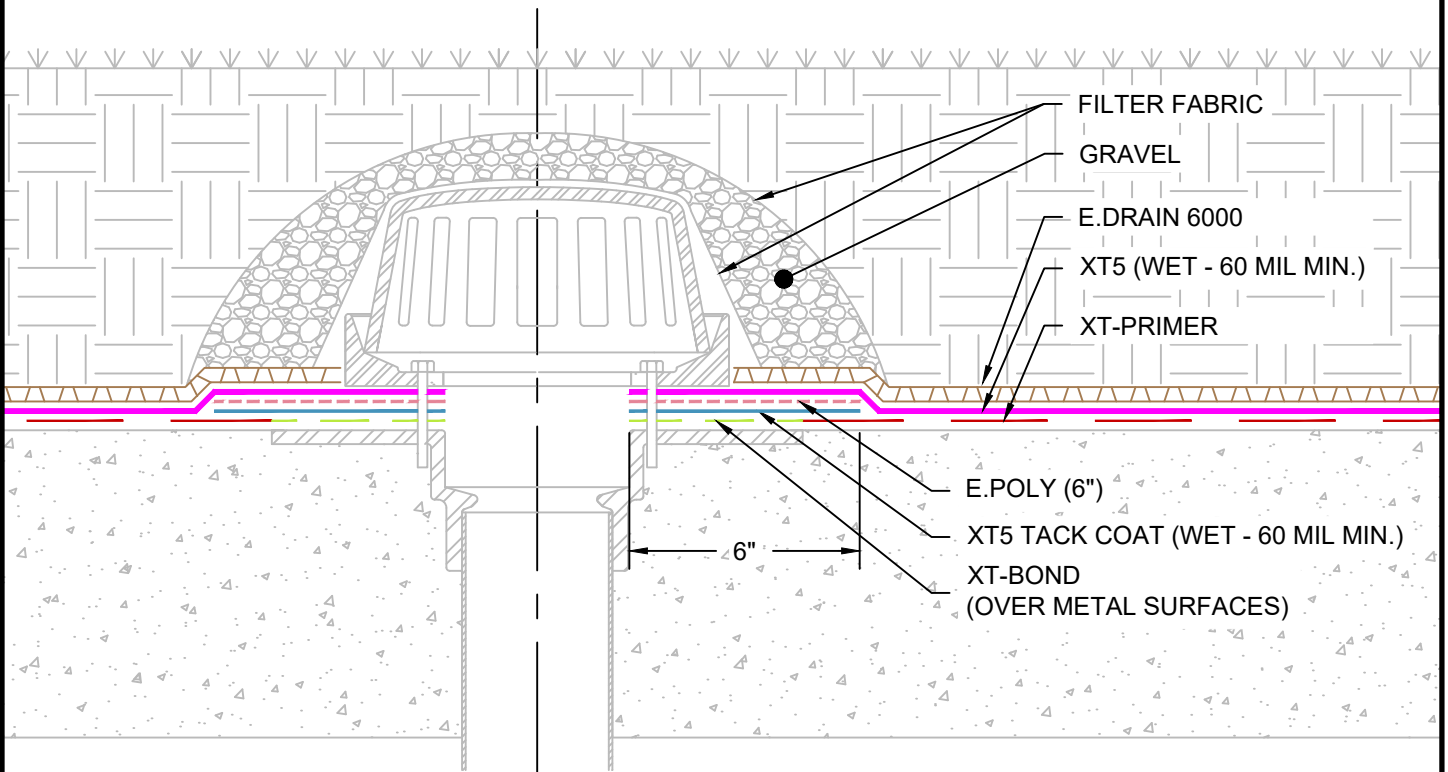 FILTER FABRIC
GRAVEL
E.DRAIN 6000
XT5 (WET - 60 MIL MIN.)
XT-PRIMER
E.POLY (6")
XT5 TACK COAT (WET - 60 MIL MIN.)
6"
XT-BOND
(OVER METAL SURFACES)